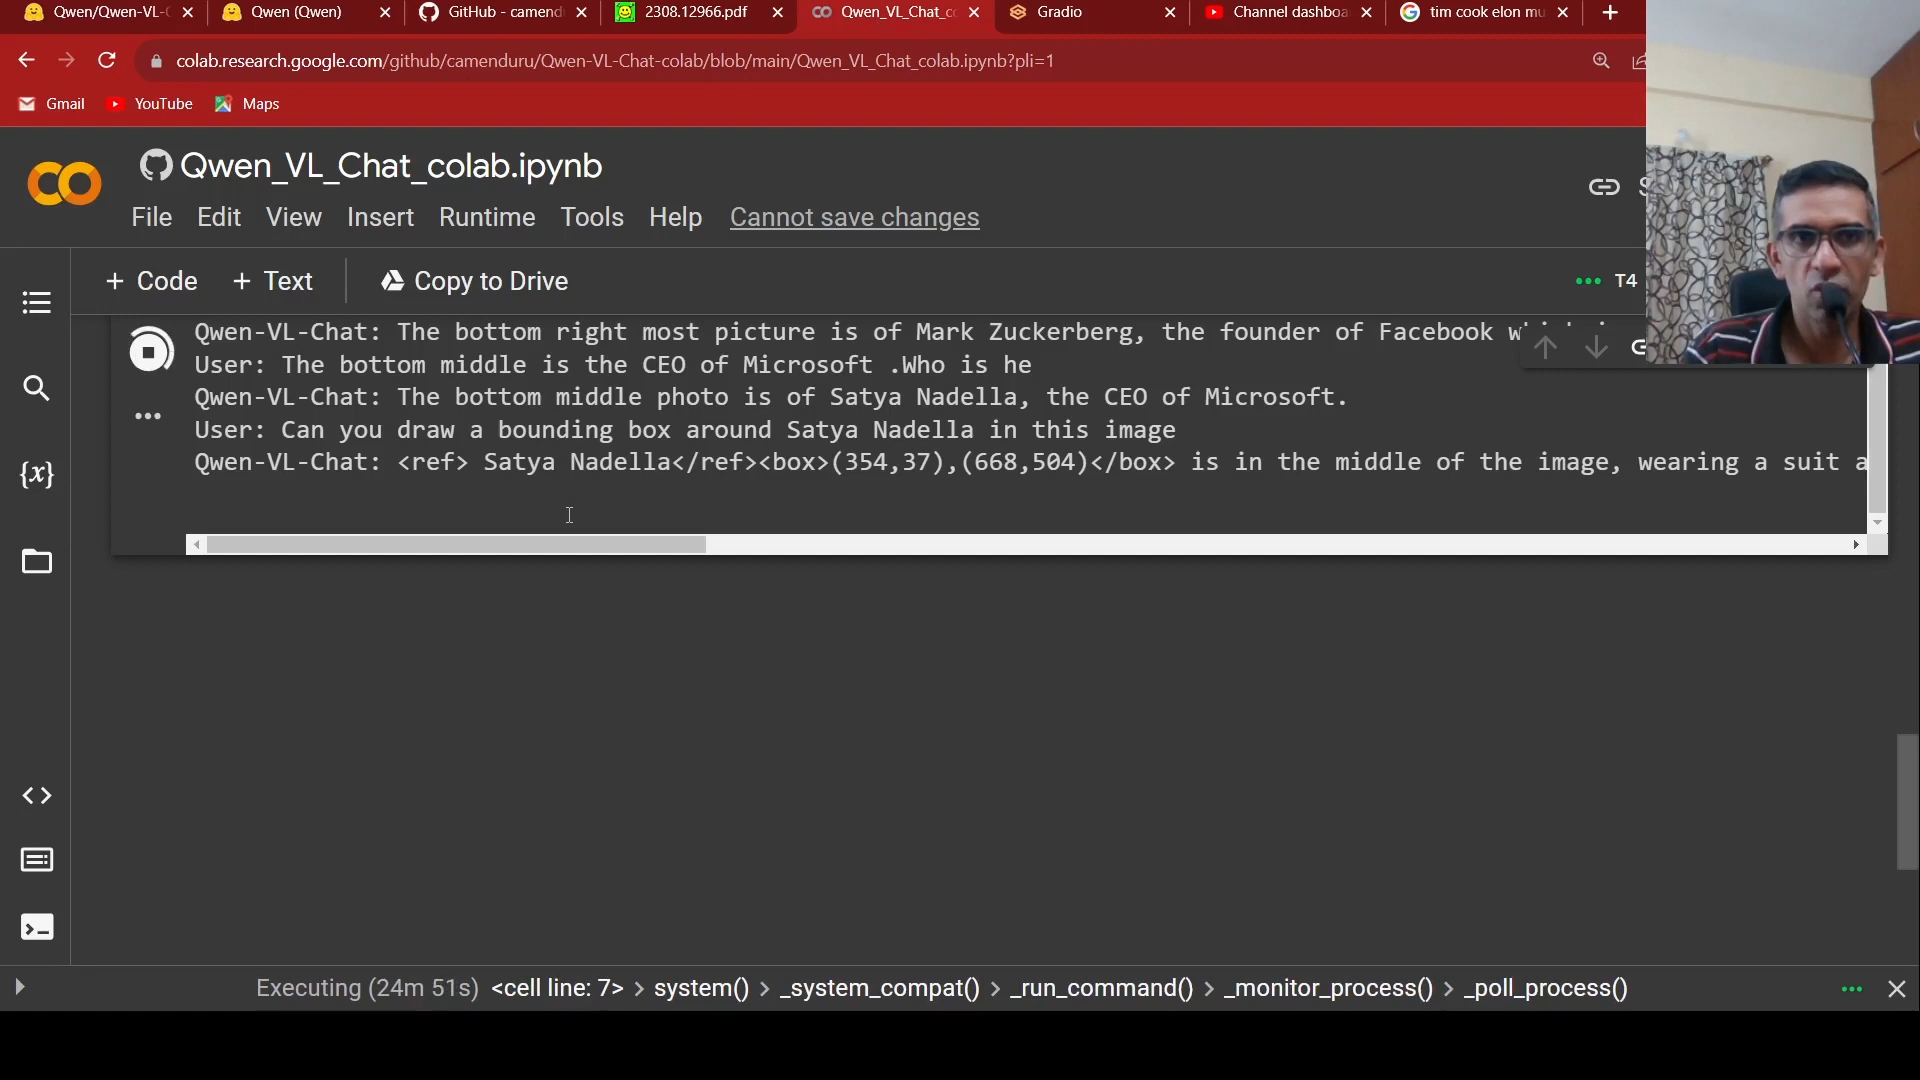 Qwen/Qwen-VL-
Qwen (Qwen)
GitHub - camend
2308.12966.pdf
Qwen_VL_Chat_c
Gradio
Channel dashboa
tim cook elon mu
colab.research.google.com/github/camenduru/Qwen-VL-Chat-colab/blob/main/Qwen_VL_Chat_colab.ipynb?pli=1
Gmail
YouTube
Maps
Qwen_VL_Chat_colab.ipynb
File Edit View Insert Runtime Tools Help Cannot save changes
+ Code + Text Copy to Drive
T4
Qwen-VL-Chat: The bottom right most picture is of Mark Zuckerberg, the founder of Facebook
User: The bottom middle is the CEO of Microsoft .Who is he
Qwen-VL-Chat: The bottom middle photo is of Satya Nadella, the CEO of Microsoft.
User: Can you draw a bounding box around Satya Nadella in this image
Qwen-VL-Chat: <ref> Satya Nadella</ref><box>(354,37),(668,504)</box> is in the middle of the image, wearing a suit a
{x}
Executing (24m 51s) <cell line: 7> > system() > _system_compat() > _run_command() > _monitor_process() > _poll_process()